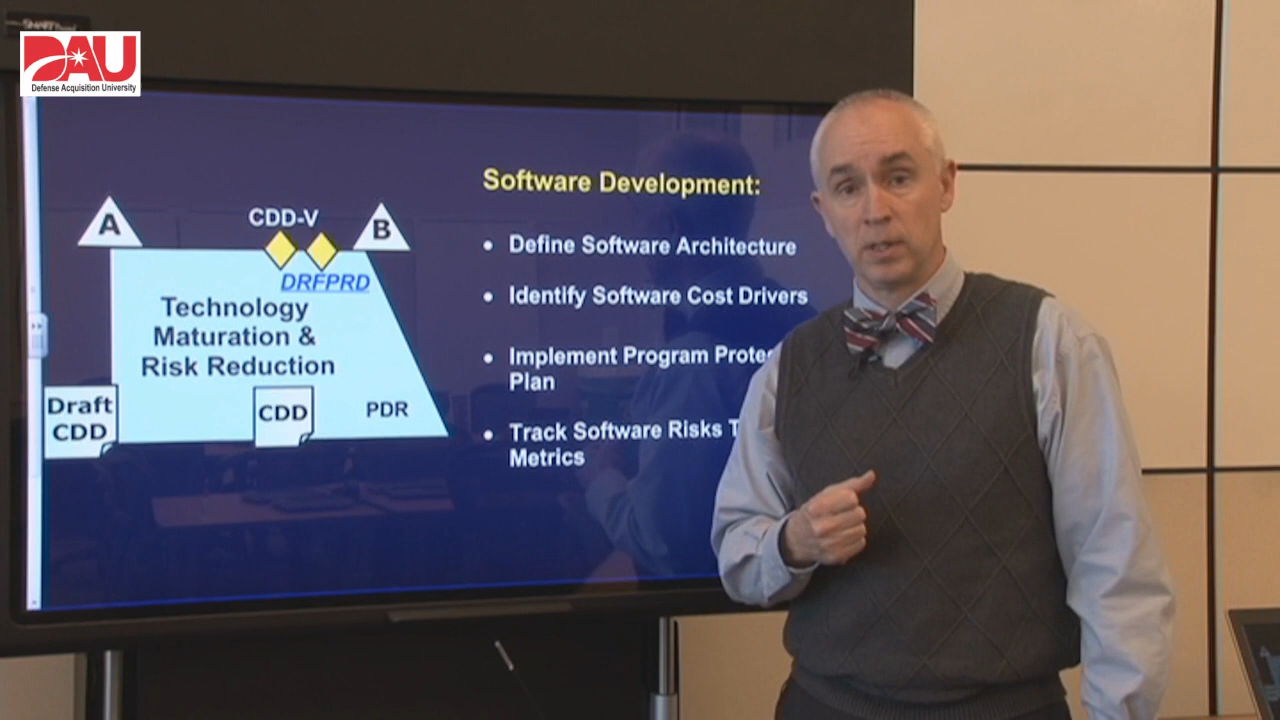 DAU
Defense Acquisition University
Software Development:
A
CDD-V
B
DRFPRD
Technology
Maturation &
Risk Reduction
Draft
CDD
CDD
PDR
• Define Software Architecture
• Identify Software Cost Drivers
• Implement Program
Plan
• Track Software Risks
Metrics